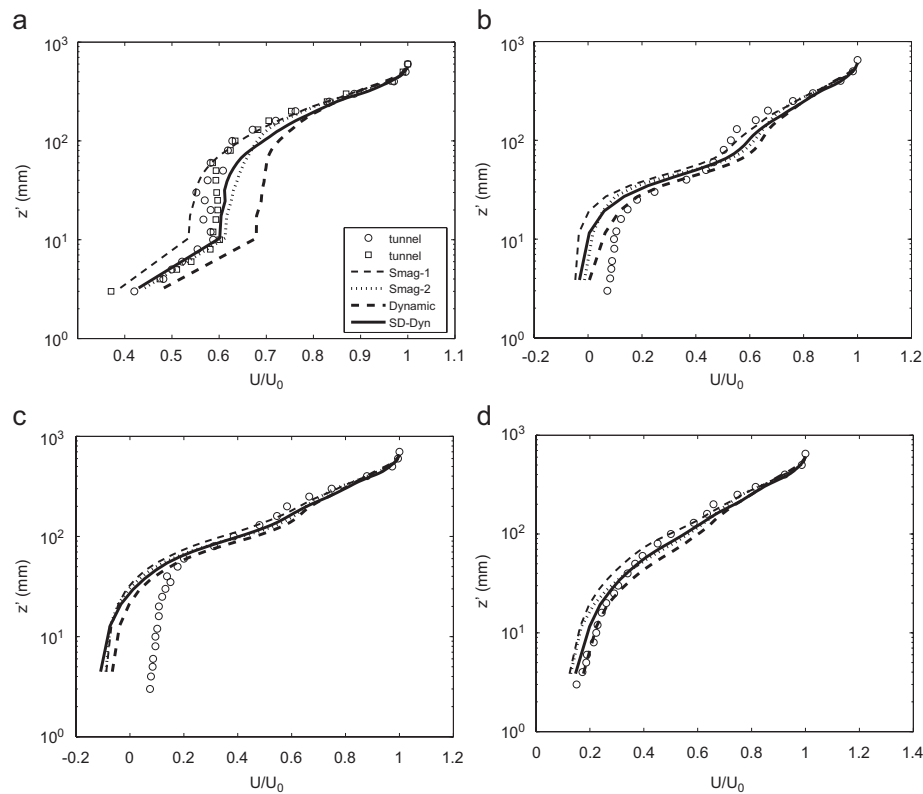 a
10³
10²
10¹
10⁰
z' (mm)
0.4 0.5 0.6 0.7 0.8 0.9 1 1.1
U/U₀
tunnel
tunnel
Smag-1
Smag-2
Dynamic
SD-Dyn
b
10³
10²
10¹
10⁰
z' (mm)
-0.2 0 0.2 0.4 0.6 0.8 1 1.2
U/U₀
c
10³
10²
10¹
10⁰
z' (mm)
-0.2 0 0.2 0.4 0.6 0.8 1 1.2
U/U₀
d
10³
10²
10¹
10⁰
z' (mm)
0 0.2 0.4 0.6 0.8 1 1.2 1.4
U/U₀